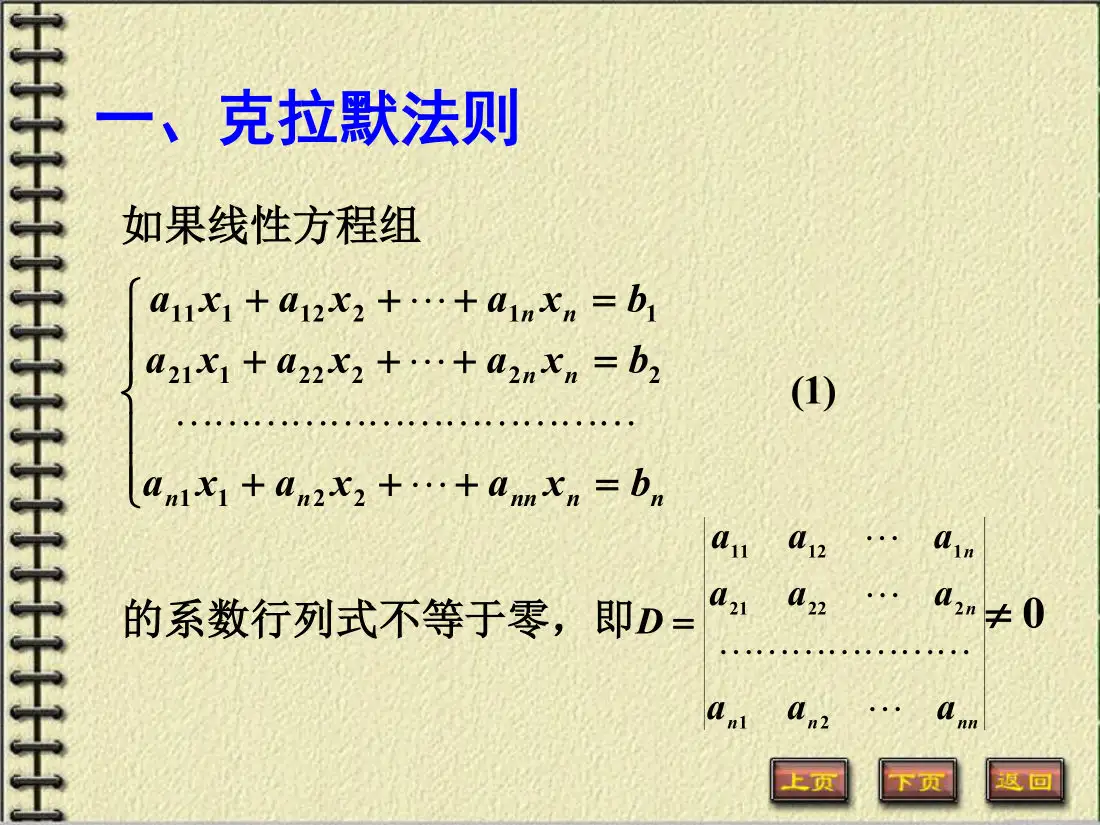 一、克拉默法则
如果线性方程组
a11x1 + a12x2 + ⋯ + a1nxn = b1
a21x1 + a22x2 + ⋯ + a2nxn = b2
(1)
⋯⋯⋯⋯⋯⋯⋯⋯⋯⋯⋯⋯
an1x1 + an2x2 + ⋯ + annxn = bn
a11 a12 ⋯ a1n
a21 a22 ⋯ a2n
的系数行列式不等于零，即D = ≠ 0
⋯⋯⋯⋯⋯⋯⋯
an1 an2 ⋯ ann
上页 下页 返回